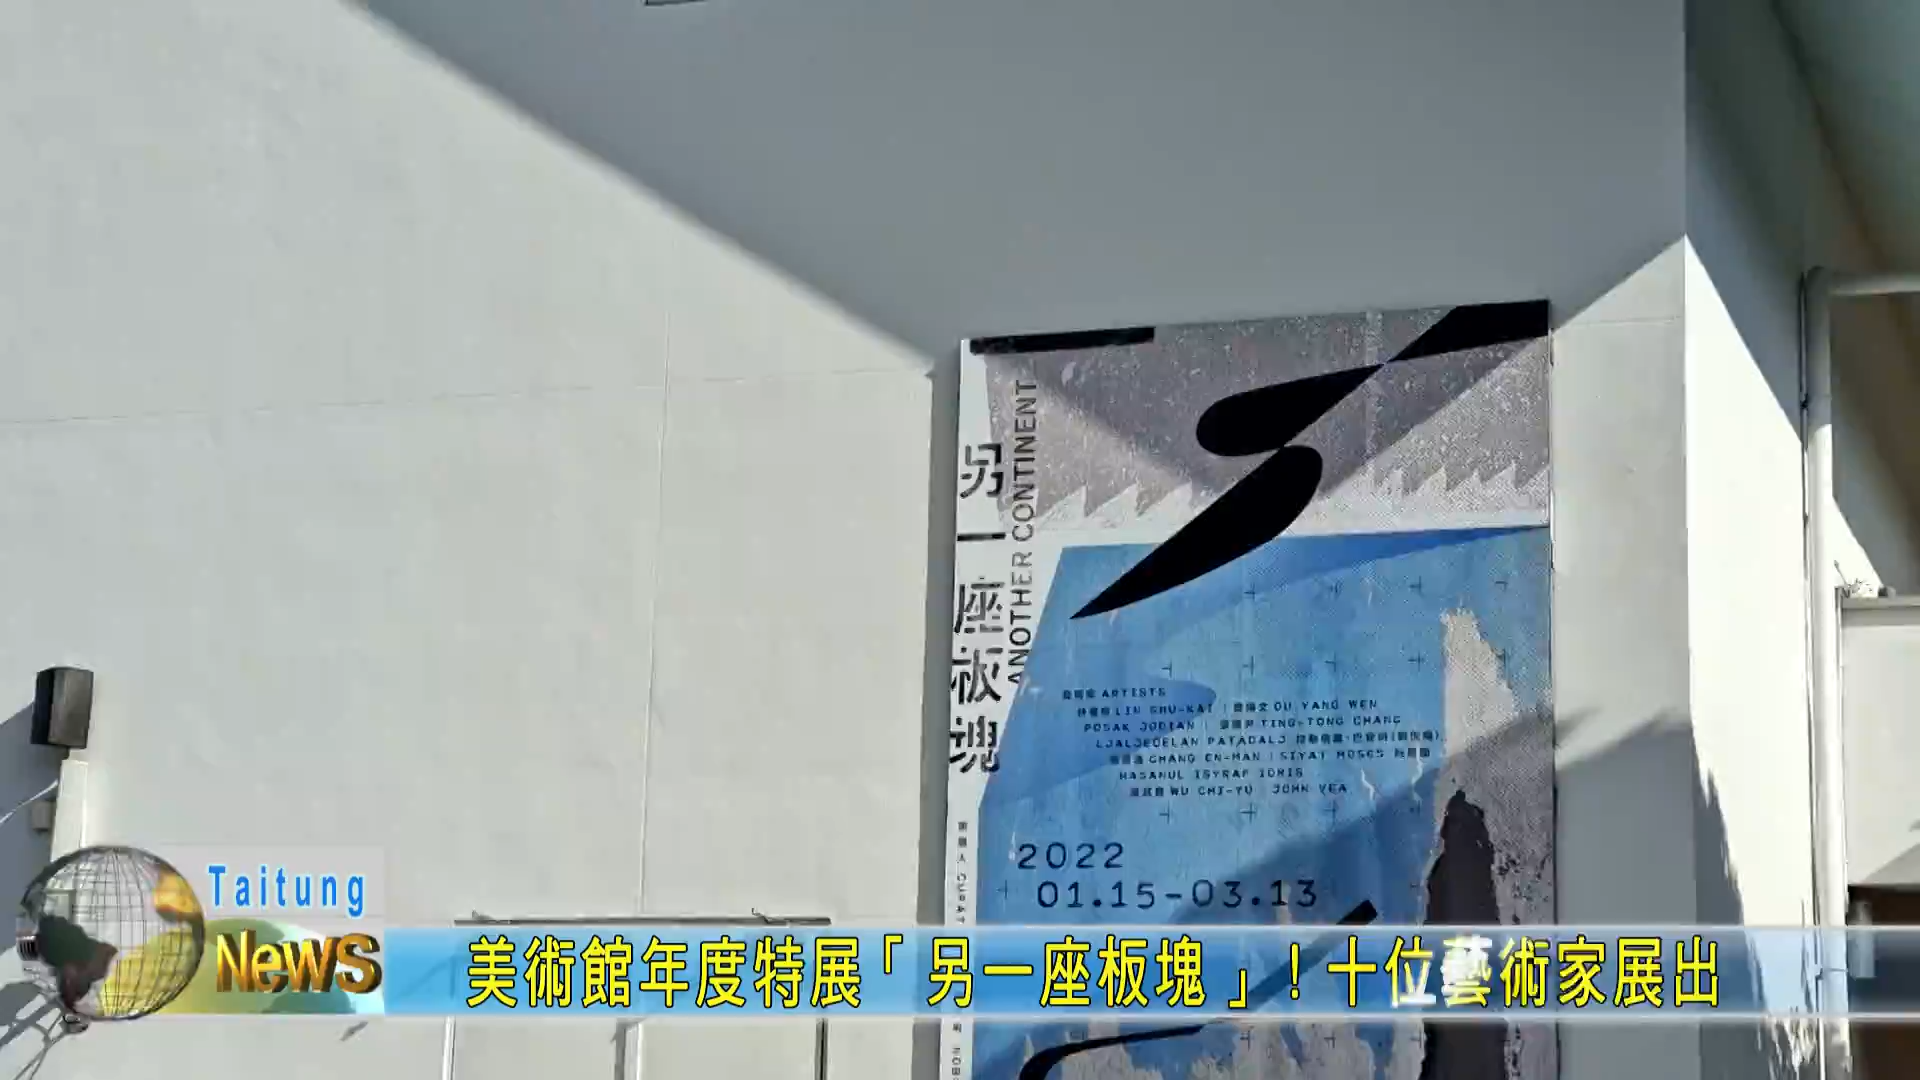 另一座板塊
ANOTHER CONTINENT
ARTISTS
LIN SHU-KAI | OU YANG WEN
POSAK JODIAN | TING-TONG CHANG
LJALJEQELAN PATADALJ
CHANG EN-MAN | SIYAT MOSES
HASANUL ISYRAF IDRIS
WU CHI-YU | JOHN VEA
2022
01.15-03.13
Taitung
NewS
美術館年度特展「另一座板塊」！十位藝術家展出